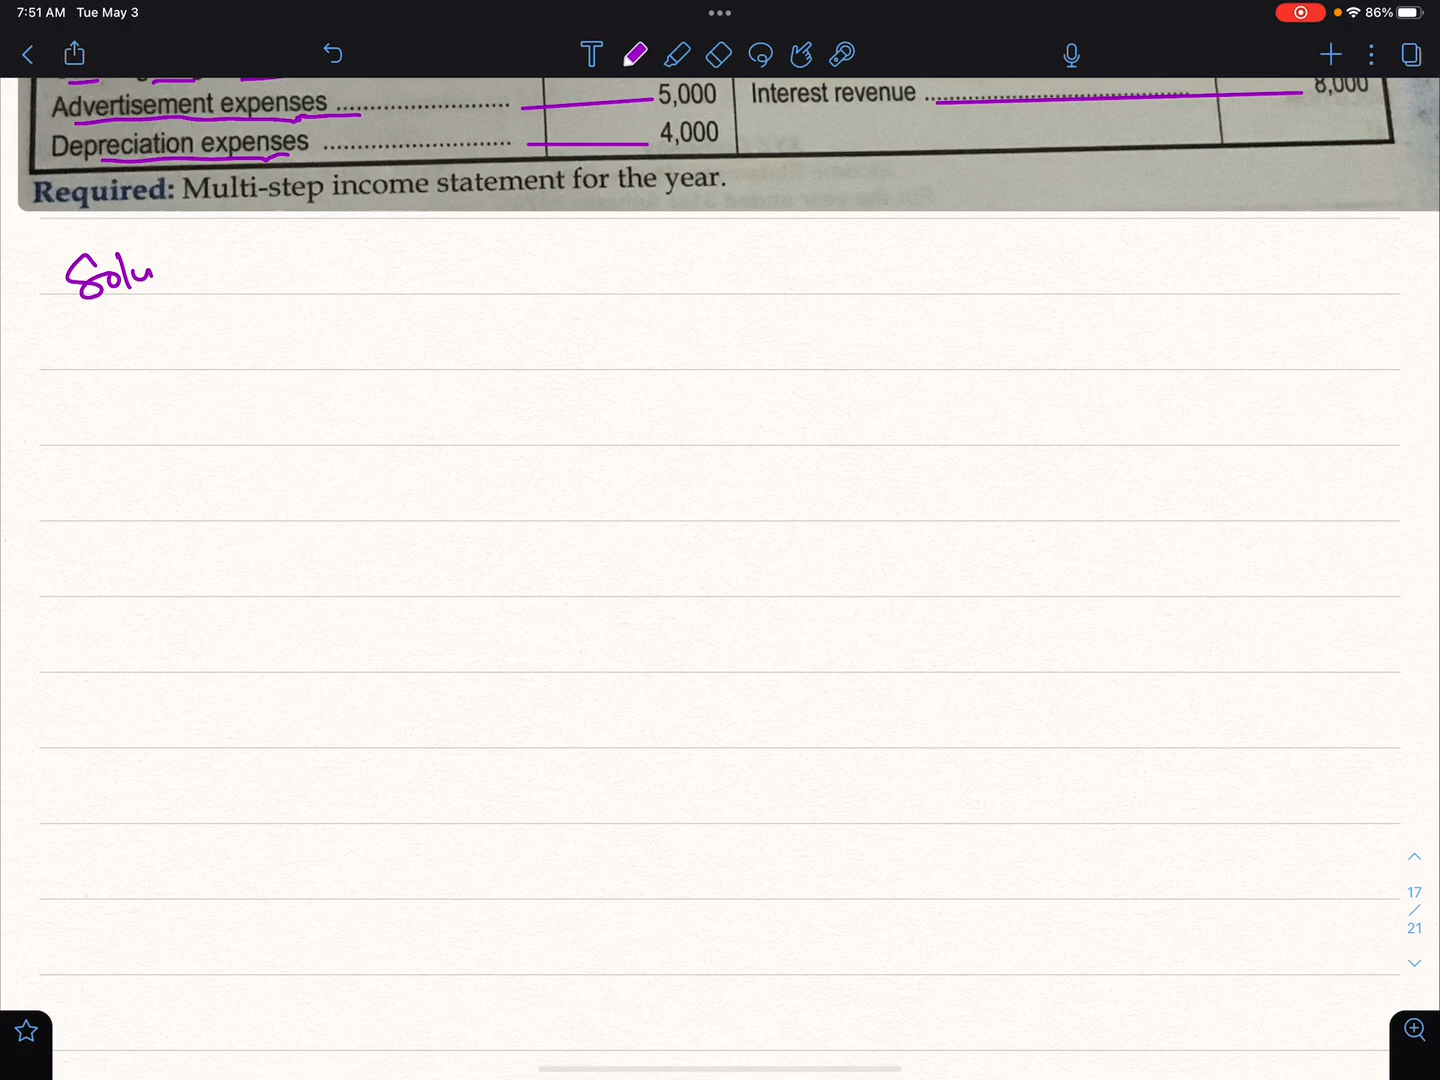 7:51 AM Tue May 3
86%
Advertisement expenses ........................... 5,000
Interest revenue ........................................ 8,000
Depreciation expenses ............................. 4,000
Required: Multi-step income statement for the year.
Solu
17
/
21